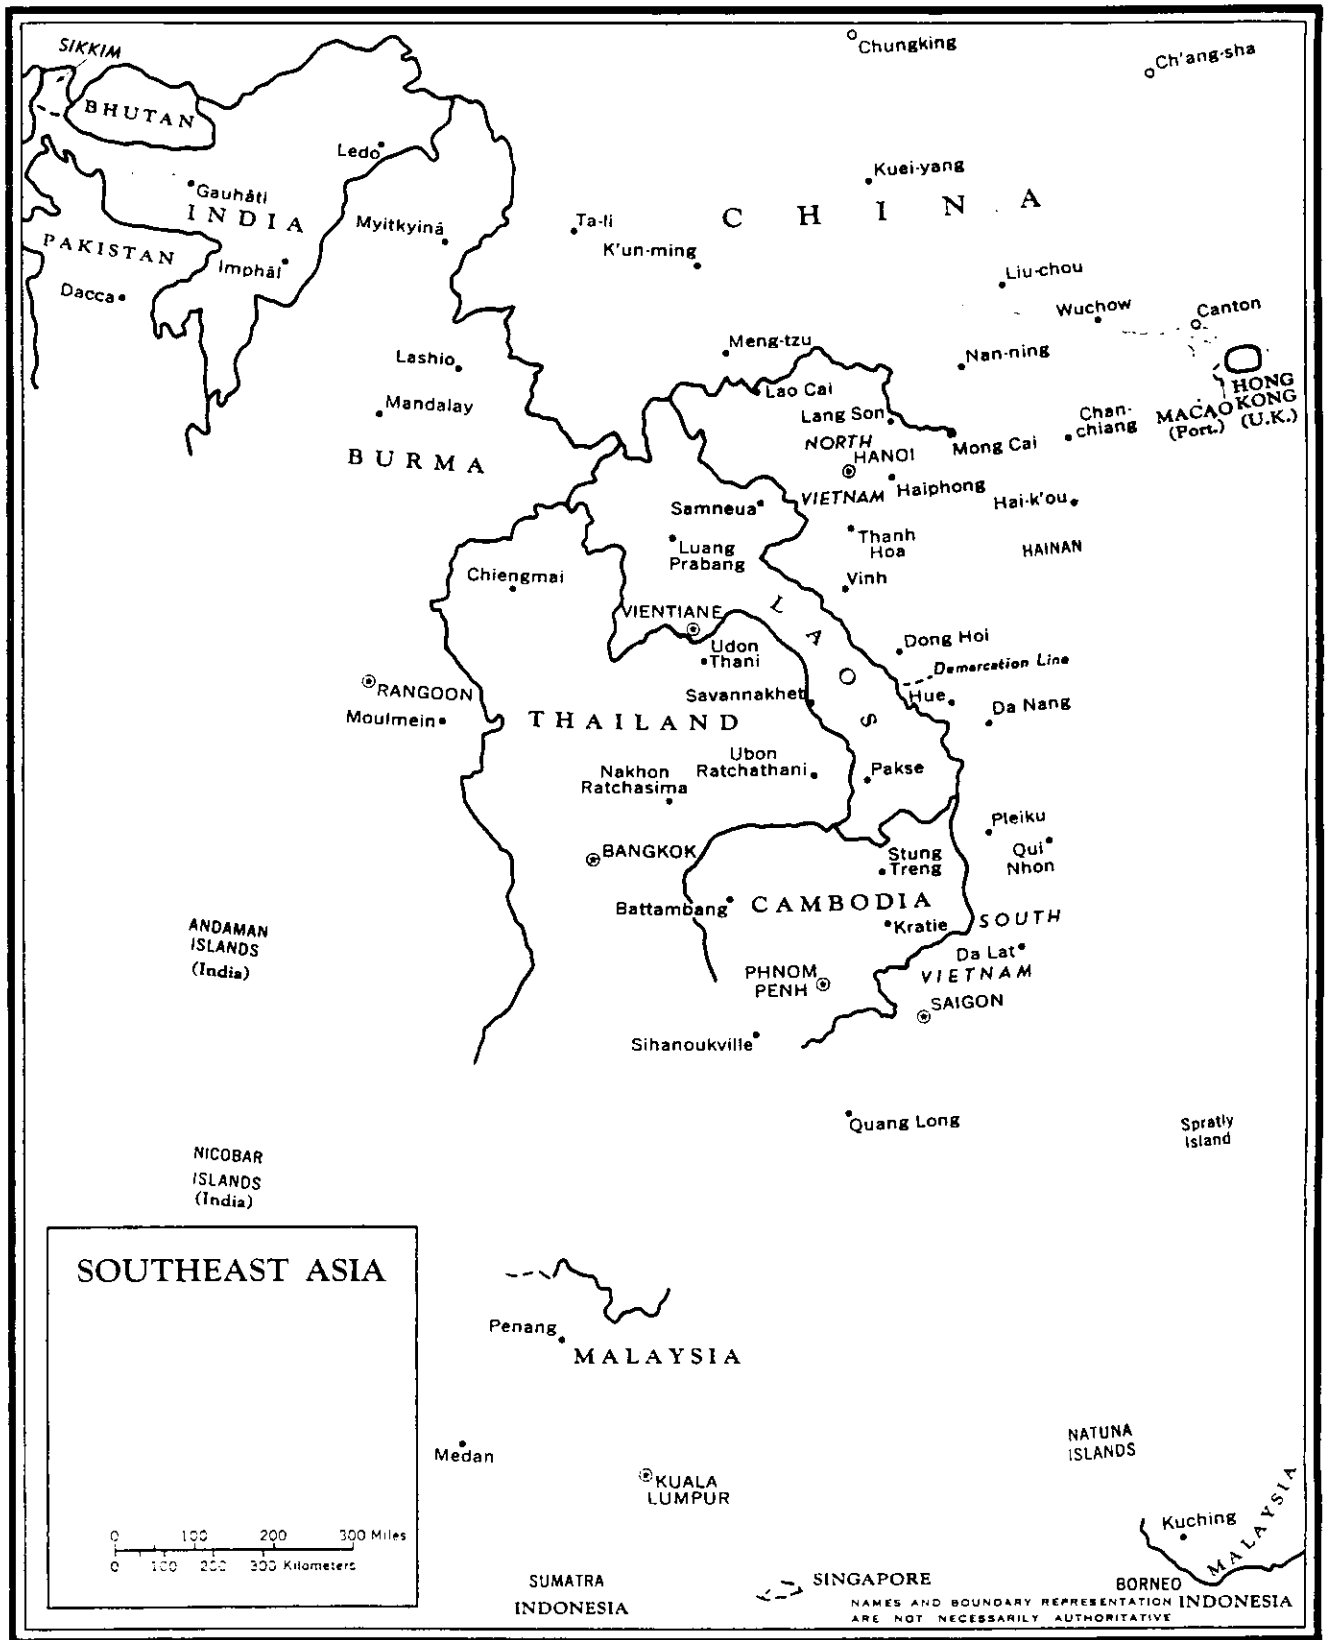 SIKKIM
BHUTAN
Chungking
Ch'ang-sha
Ledo
Kuei-yang
Gauhāti
INDIA
CHINA
Myitkyinā
Ta-li
K'un-ming
PAKISTAN
Imphāl
Dacca
Liu-chou
Wuchow
Canton
Meng-tzu
Nan-ning
Lashio
Lao Cai
HONG
KONG
(U.K.)
MACAO
(Port.)
Mandalay
Lang Son
Chan-
chiang
BURMA
NORTH
VIETNAM
HANOI
Mong Cai
Haiphong
Hai-k'ou
Samneua
Thanh
Hoa
HAINAN
Luang
Prabang
Chiengmai
Vinh
LAOS
VIENTIANE
Udon
Thani
Dong Hoi
Demarcation Line
RANGOON
Savannakhet
Hue
Da Nang
Moulmein
THAILAND
Ubon
Ratchathani
Nakhon
Ratchasima
Pakse
Pleiku
BANGKOK
Stung
Treng
Qui
Nhon
Battambang
CAMBODIA
Kratie
SOUTH
VIETNAM
ANDAMAN
ISLANDS
(India)
Da Lat
PHNOM
PENH
SAIGON
Sihanoukville
Quang Long
Spratly
Island
NICOBAR
ISLANDS
(India)
SOUTHEAST ASIA
Penang
MALAYSIA
Medan
KUALA
LUMPUR
NATUNA
ISLANDS
0 100 200 300 Miles
0 100 200 300 Kilometers
Kuching
MALAYSIA
SUMATRA
INDONESIA
SINGAPORE
BORNEO
INDONESIA
NAMES AND BOUNDARY REPRESENTATION
ARE NOT NECESSARILY AUTHORITATIVE